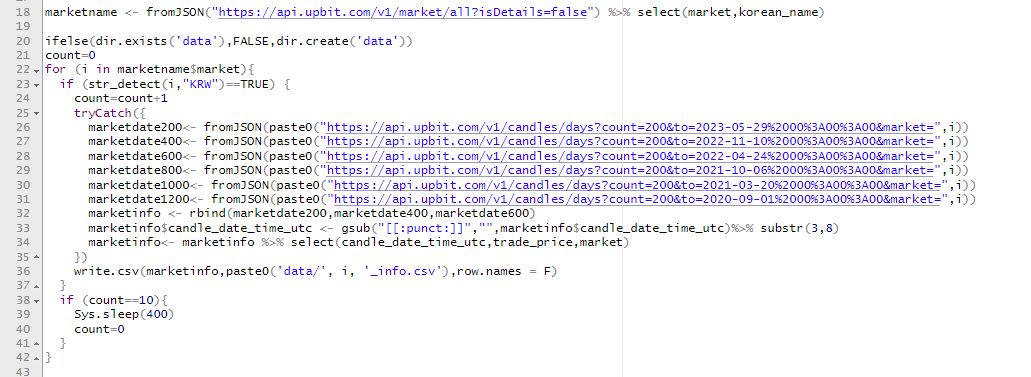 18 marketname <- fromJSON("https://api.upbit.com/v1/market/all?isDetails=false") %>% select(market,korean_name)
19
20 ifelse(dir.exists('data'),FALSE,dir.create('data'))
21 count=0
22 for (i in marketname$market){
23   if (str_detect(i,"KRW")==TRUE) {
24     count=count+1
25     tryCatch({
26       marketdate200<- fromJSON(paste0("https://api.upbit.com/v1/candles/days?count=200&to=2023-05-29%2000%3A00%3A00&market=",i))
27       marketdate400<- fromJSON(paste0("https://api.upbit.com/v1/candles/days?count=200&to=2022-11-10%2000%3A00%3A00&market=",i))
28       marketdate600<- fromJSON(paste0("https://api.upbit.com/v1/candles/days?count=200&to=2022-04-24%2000%3A00%3A00&market=",i))
29       marketdate800<- fromJSON(paste0("https://api.upbit.com/v1/candles/days?count=200&to=2021-10-06%2000%3A00%3A00&market=",i))
30       marketdate1000<- fromJSON(paste0("https://api.upbit.com/v1/candles/days?count=200&to=2021-03-20%2000%3A00%3A00&market=",i))
31       marketdate1200<- fromJSON(paste0("https://api.upbit.com/v1/candles/days?count=200&to=2020-09-01%2000%3A00%3A00&market=",i))
32       marketinfo <- rbind(marketdate200,marketdate400,marketdate600)
33       marketinfo$candle_date_time_utc <- gsub("[[:punct:]]","",marketinfo$candle_date_time_utc)%>% substr(3,8)
34       marketinfo<- marketinfo %>% select(candle_date_time_utc,trade_price,market)
35     })
36     write.csv(marketinfo,paste0('data/', i, '_info.csv'),row.names = F)
37   }
38   if (count==10){
39     Sys.sleep(400)
40     count=0
41   }
42 }
43